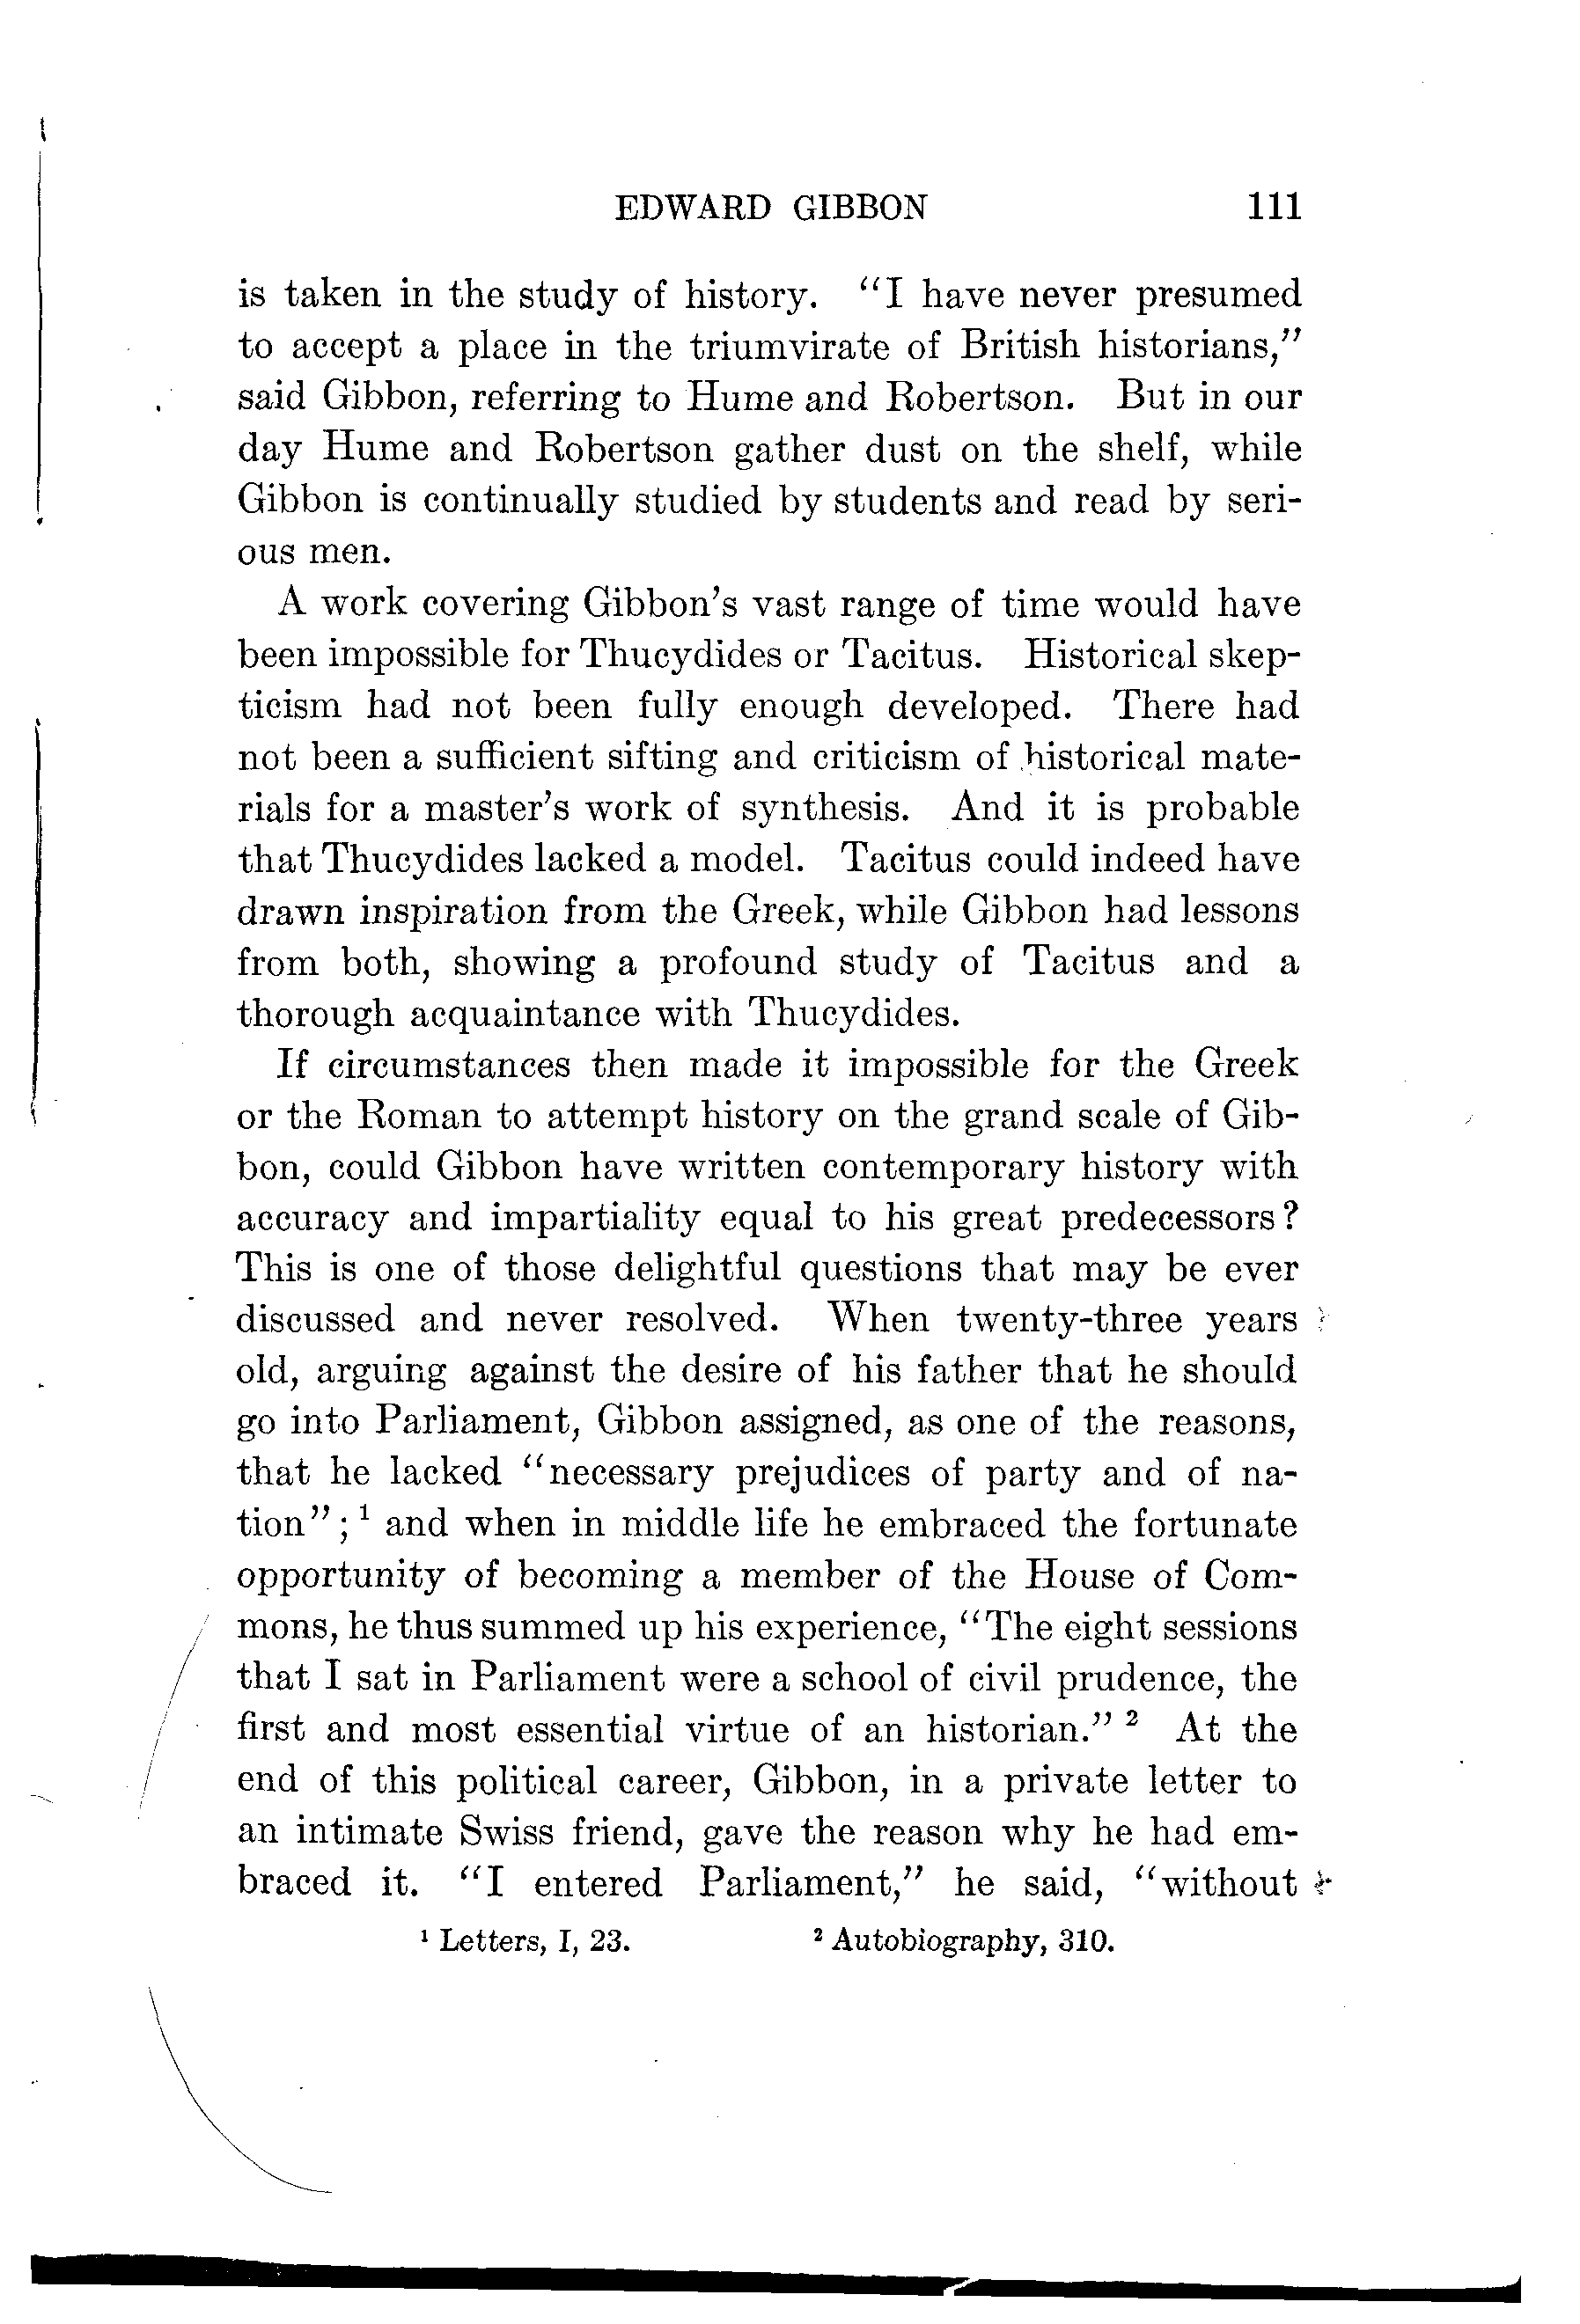 EDWARD GIBBON 111
is taken in the study of history. "I have never presumed
to accept a place in the triumvirate of British historians,"
said Gibbon, referring to Hume and Robertson. But in our
day Hume and Robertson gather dust on the shelf, while
Gibbon is continually studied by students and read by seri-
ous men.
A work covering Gibbon's vast range of time would have
been impossible for Thucydides or Tacitus. Historical skep-
ticism had not been fully enough developed. There had
not been a sufficient sifting and criticism of historical mate-
rials for a master's work of synthesis. And it is probable
that Thucydides lacked a model. Tacitus could indeed have
drawn inspiration from the Greek, while Gibbon had lessons
from both, showing a profound study of Tacitus and a
thorough acquaintance with Thucydides.
If circumstances then made it impossible for the Greek
or the Roman to attempt history on the grand scale of Gib-
bon, could Gibbon have written contemporary history with
accuracy and impartiality equal to his great predecessors?
This is one of those delightful questions that may be ever
discussed and never resolved. When twenty-three years
old, arguing against the desire of his father that he should
go into Parliament, Gibbon assigned, as one of the reasons,
that he lacked "necessary prejudices of party and of na-
tion";¹ and when in middle life he embraced the fortunate
opportunity of becoming a member of the House of Com-
mons, he thus summed up his experience, "The eight sessions
that I sat in Parliament were a school of civil prudence, the
first and most essential virtue of an historian."² At the
end of this political career, Gibbon, in a private letter to
an intimate Swiss friend, gave the reason why he had em-
braced it. "I entered Parliament," he said, "without
¹ Letters, I, 23. ² Autobiography, 310.